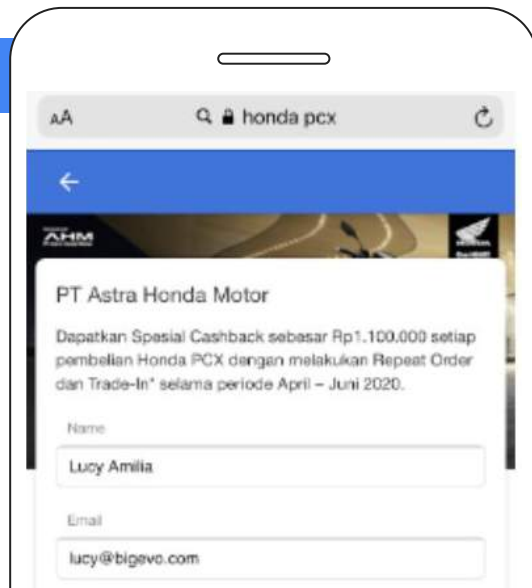 AA honda pcx
AHM
HONDA
PT Astra Honda Motor
Dapatkan Spesial Cashback sebesar Rp1.100.000 setiap
pembelian Honda PCX dengan melakukan Repeat Order
dan Trade-In* selama periode April – Juni 2020.
Name
Lucy Amilia
Email
lucy@bigevo.com